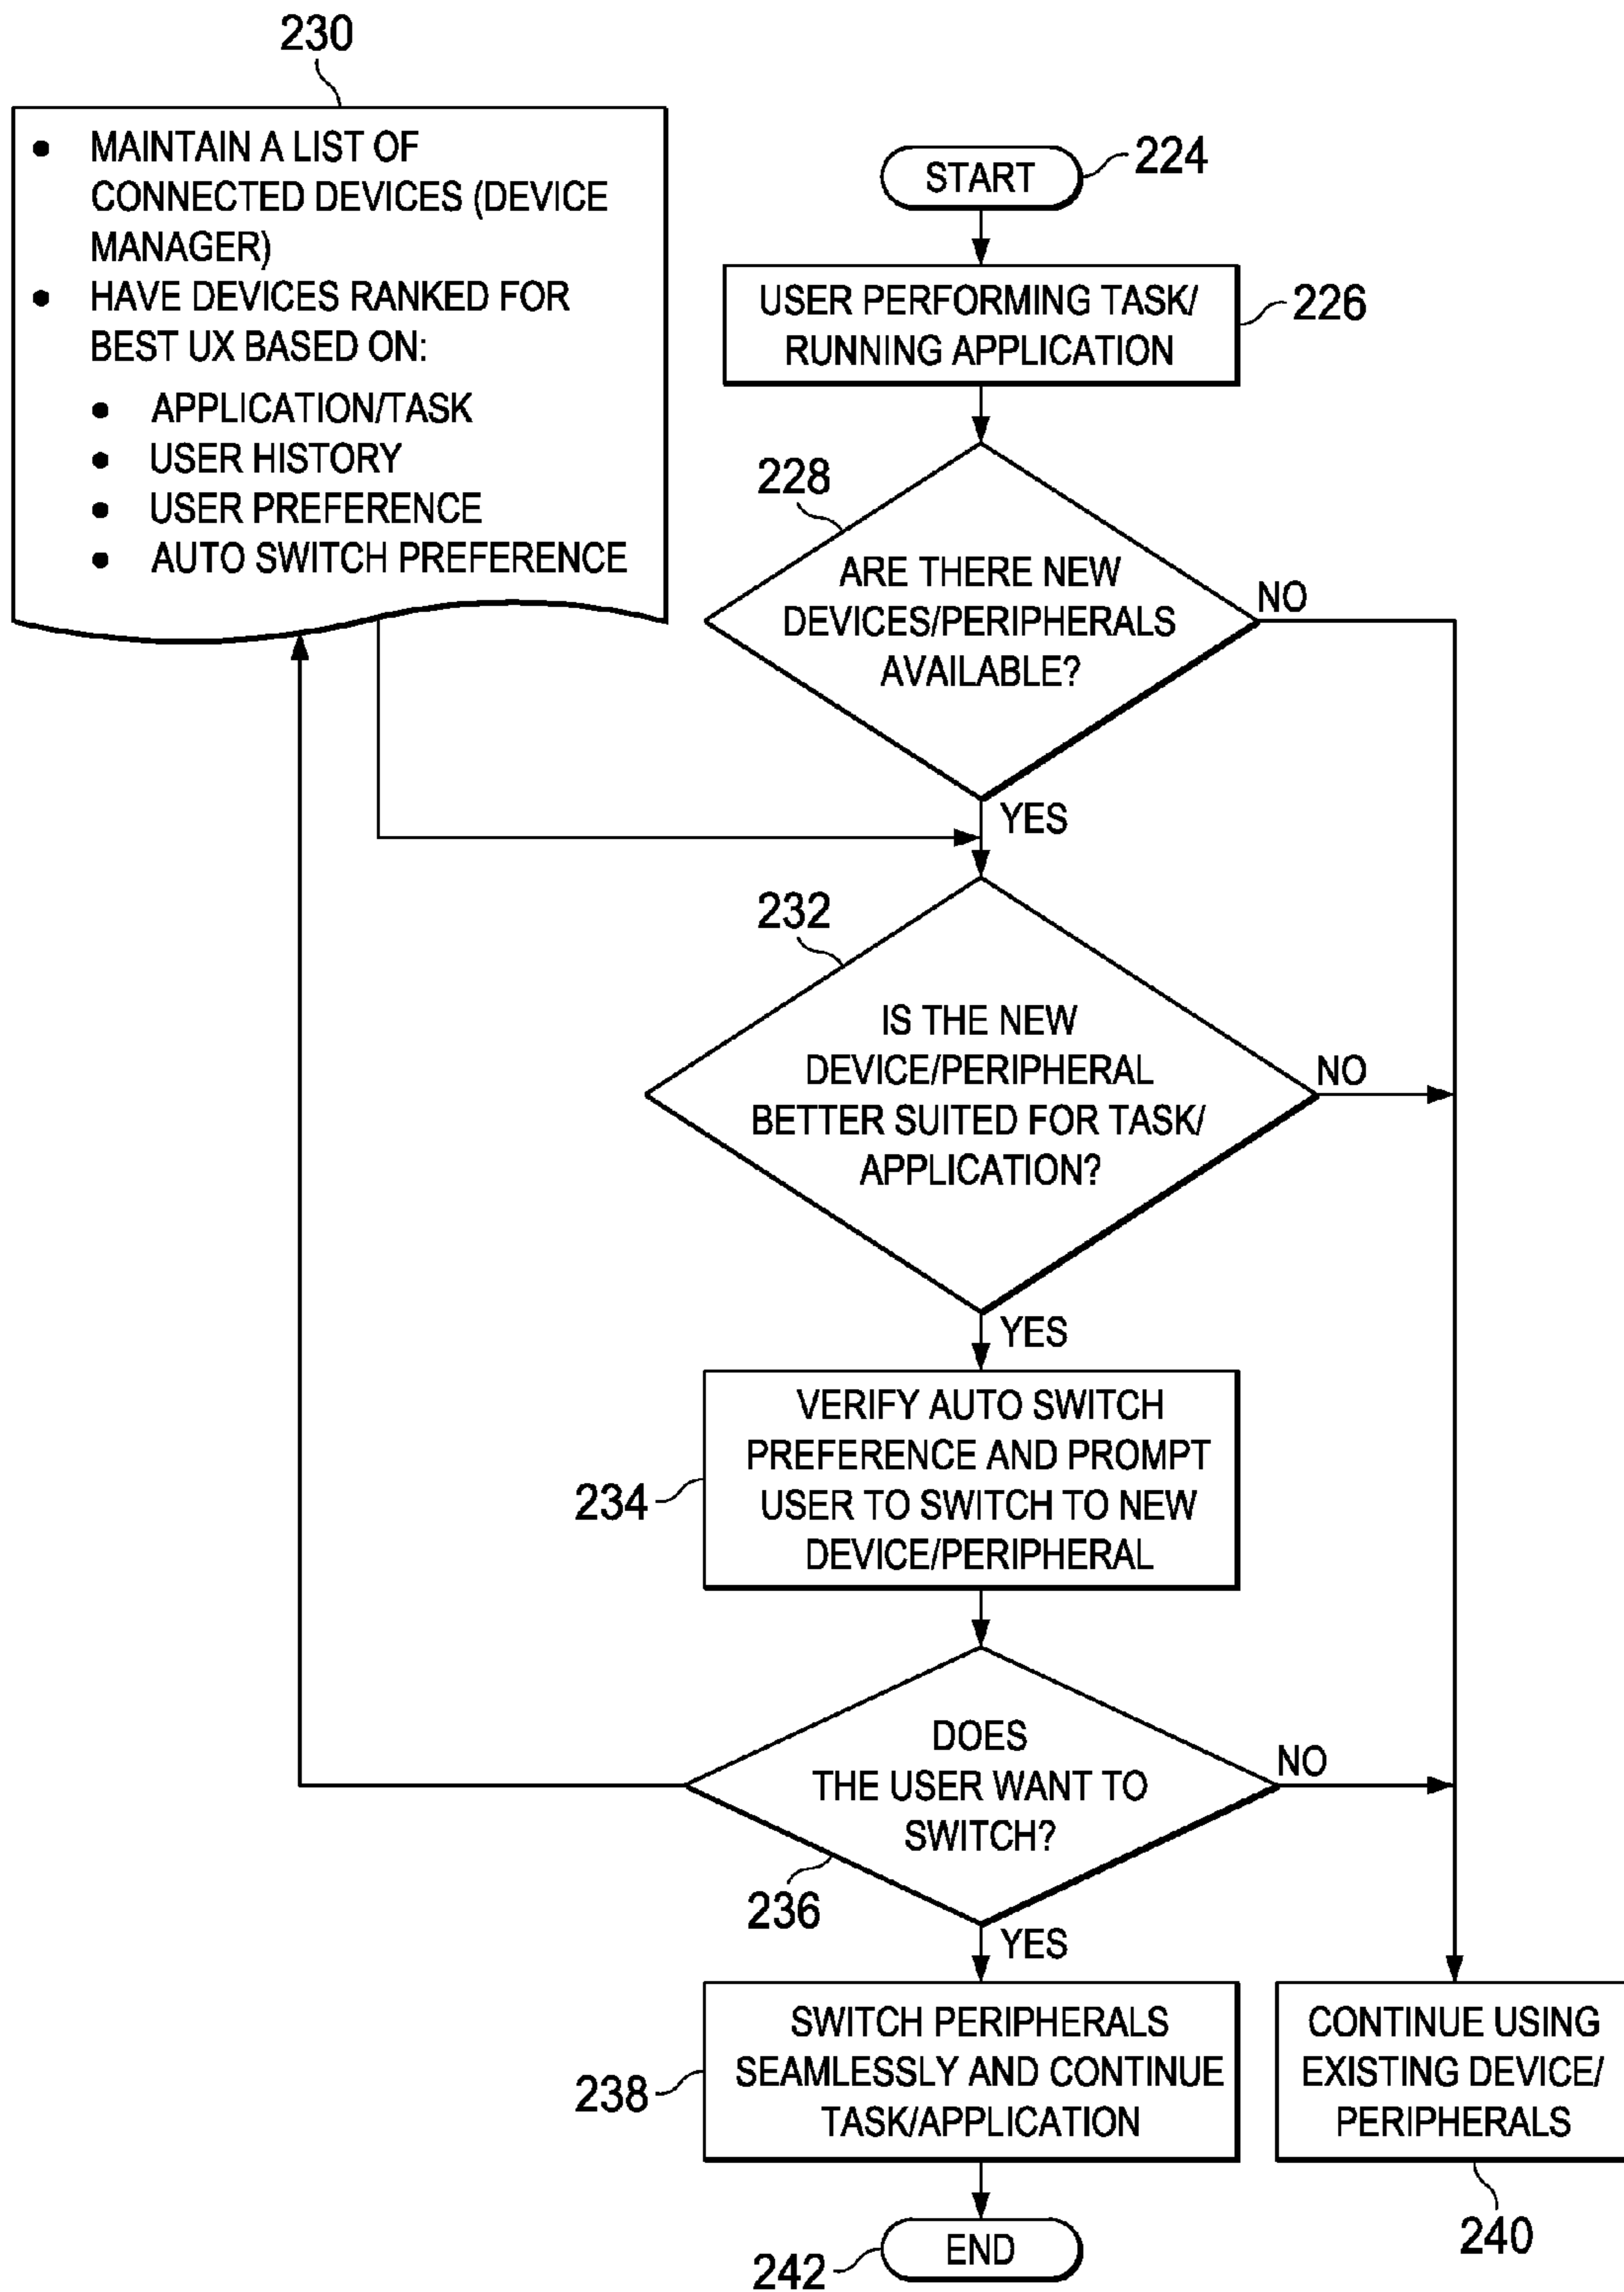 230
• MAINTAIN A LIST OF
CONNECTED DEVICES (DEVICE
MANAGER)
• HAVE DEVICES RANKED FOR
BEST UX BASED ON:
• APPLICATION/TASK
• USER HISTORY
• USER PREFERENCE
• AUTO SWITCH PREFERENCE
START
224
USER PERFORMING TASK/
RUNNING APPLICATION
226
228
ARE THERE NEW
DEVICES/PERIPHERALS
AVAILABLE?
NO
YES
232
IS THE NEW
DEVICE/PERIPHERAL
BETTER SUITED FOR TASK/
APPLICATION?
NO
YES
VERIFY AUTO SWITCH
PREFERENCE AND PROMPT
USER TO SWITCH TO NEW
DEVICE/PERIPHERAL
234
DOES
THE USER WANT TO
SWITCH?
NO
236
YES
SWITCH PERIPHERALS
SEAMLESSLY AND CONTINUE
TASK/APPLICATION
238
CONTINUE USING
EXISTING DEVICE/
PERIPHERALS
240
END
242